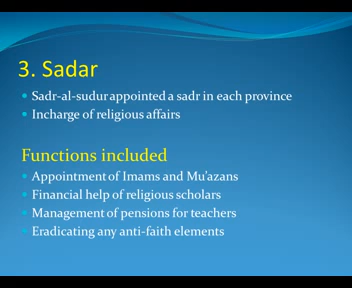 3. Sadar
Sadr-al-sudur appointed a sadr in each province
Incharge of religious affairs
Functions included
Appointment of Imams and Mu'azans
Financial help of religious scholars
Management of pensions for teachers
Eradicating any anti-faith elements